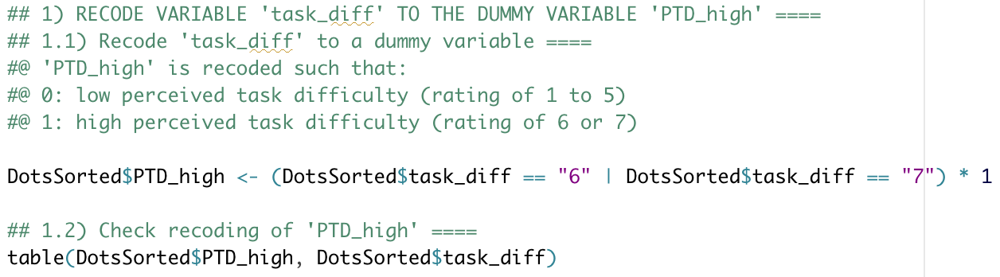 ## 1) RECODE VARIABLE 'task_diff' TO THE DUMMY VARIABLE 'PTD_high' ====
## 1.1) Recode 'task_diff' to a dummy variable ====
#@ 'PTD_high' is recoded such that:
#@ 0: low perceived task difficulty (rating of 1 to 5)
#@ 1: high perceived task difficulty (rating of 6 or 7)
DotsSorted$PTD_high <- (DotsSorted$task_diff == "6" | DotsSorted$task_diff == "7") * 1
## 1.2) Check recoding of 'PTD_high' ====
table(DotsSorted$PTD_high, DotsSorted$task_diff)